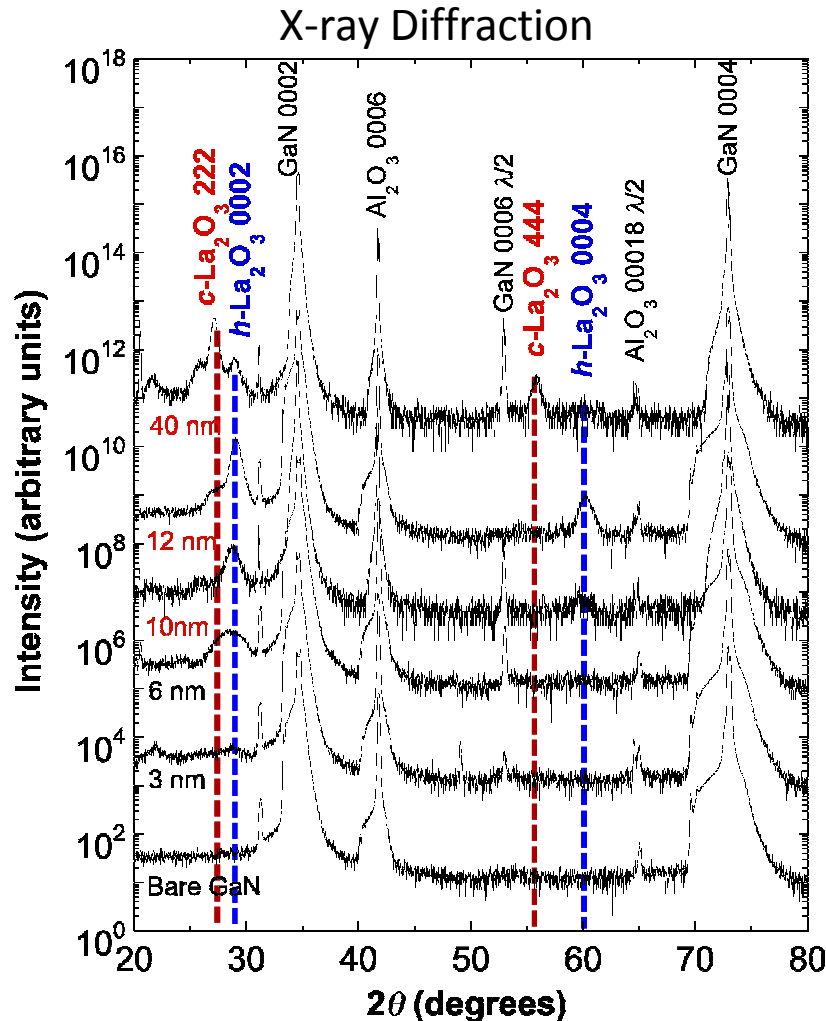 X-ray Diffraction
10^18
10^16
10^14
10^12
10^10
10^8
10^6
10^4
10^2
10^0
Intensity (arbitrary units)
c-La2O3 222
h-La2O3 0002
GaN 0002
Al2O3 0006
GaN 0006 λ/2
c-La2O3 444
h-La2O3 0004
Al2O3 00018 λ/2
GaN 0004
40 nm
12 nm
10nm
6 nm
3 nm
Bare GaN
20 30 40 50 60 70 80
2θ (degrees)